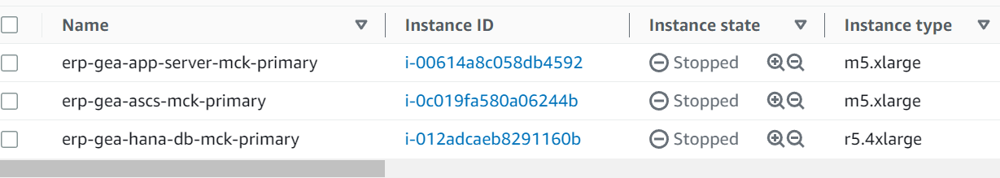 Name Instance ID Instance state Instance type
erp-gea-app-server-mck-primary i-00614a8c058db4592 Stopped m5.xlarge
erp-gea-ascs-mck-primary i-0c019fa580a06244b Stopped m5.xlarge
erp-gea-hana-db-mck-primary i-012adcaeb8291160b Stopped r5.4xlarge